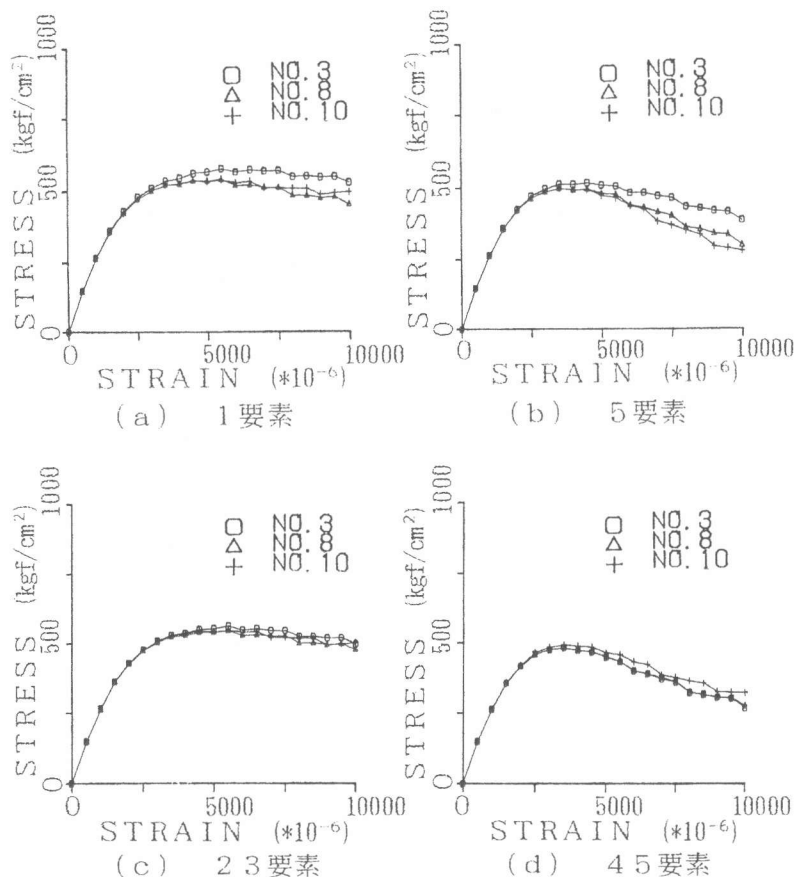 1000
(kgf/cm²)
500
STRESS
0
□ NO.3
△ NO.8
+ NO.10
0 5000 10000
STRAIN (*10⁻⁶)
(a) 1要素
1000
(kgf/cm²)
500
STRESS
0
□ NO.3
△ NO.8
+ NO.10
0 5000 10000
STRAIN (*10⁻⁶)
(b) 5要素
1000
(kgf/cm²)
500
STRESS
0
□ NO.3
△ NO.8
+ NO.10
0 5000 10000
STRAIN (*10⁻⁶)
(c) 23要素
1000
(kgf/cm²)
500
STRESS
0
□ NO.3
△ NO.8
+ NO.10
0 5000 10000
STRAIN (*10⁻⁶)
(d) 45要素